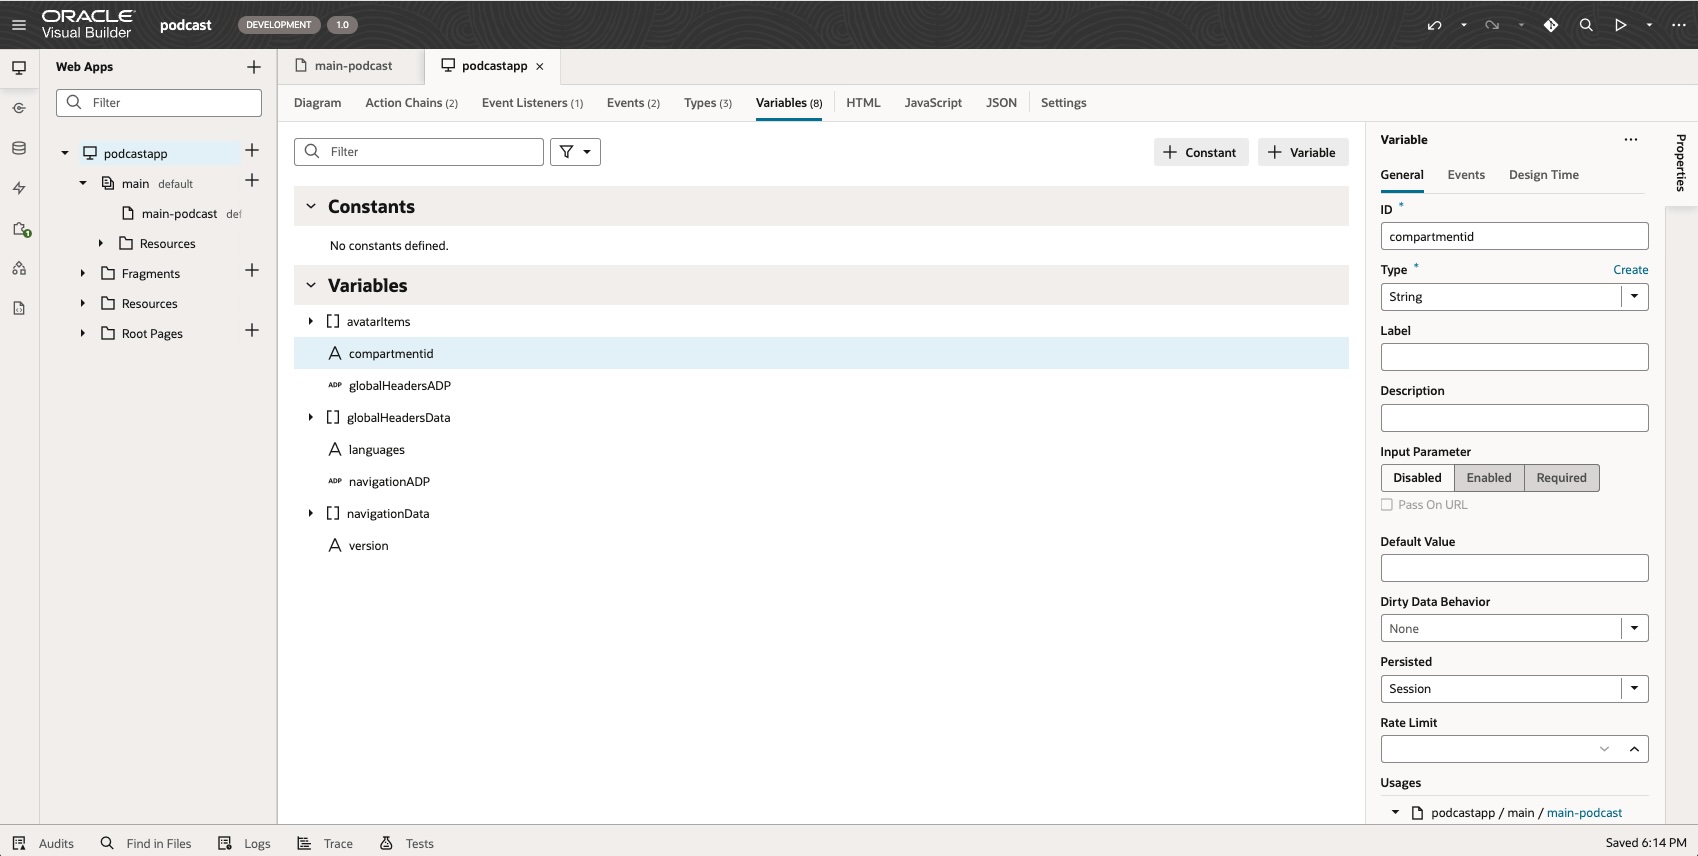 ORACLE
Visual Builder
podcast
DEVELOPMENT
1.0
Web Apps
Filter
podcastapp
main default
main-podcast def
Resources
Fragments
Resources
Root Pages
1
main-podcast
podcastapp
Diagram
Action Chains (2)
Event Listeners (1)
Events (2)
Types (3)
Variables (8)
HTML
JavaScript
JSON
Settings
Filter
Constant
Variable
Constants
No constants defined.
Variables
avatarItems
compartmentid
ADP globalHeadersADP
globalHeadersData
languages
ADP navigationADP
navigationData
version
Variable
General
Events
Design Time
ID *
compartmentid
Type *
Create
String
Label
Description
Input Parameter
Disabled
Enabled
Required
Pass On URL
Default Value
Dirty Data Behavior
None
Persisted
Session
Rate Limit
Usages
podcastapp / main / main-podcast
Properties
Audits
Find in Files
Logs
Trace
Tests
Saved 6:14 PM